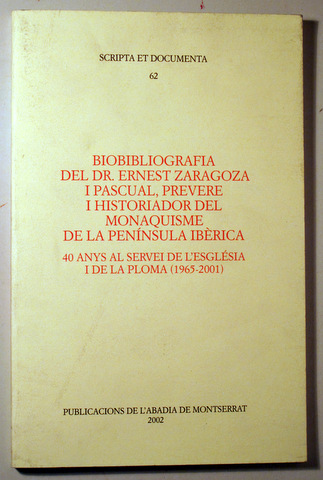 SCRIPTA ET DOCUMENTA
62
BIOBIBLIOGRAFIA
DEL DR. ERNEST ZARAGOZA
I PASCUAL, PREVERE
I HISTORIADOR DEL
MONAQUISME
DE LA PENÍNSULA IBÈRICA
40 ANYS AL SERVEI DE L'ESGLÉSIA
I DE LA PLOMA (1965-2001)
PUBLICACIONS DE L'ABADIA DE MONTSERRAT
2002